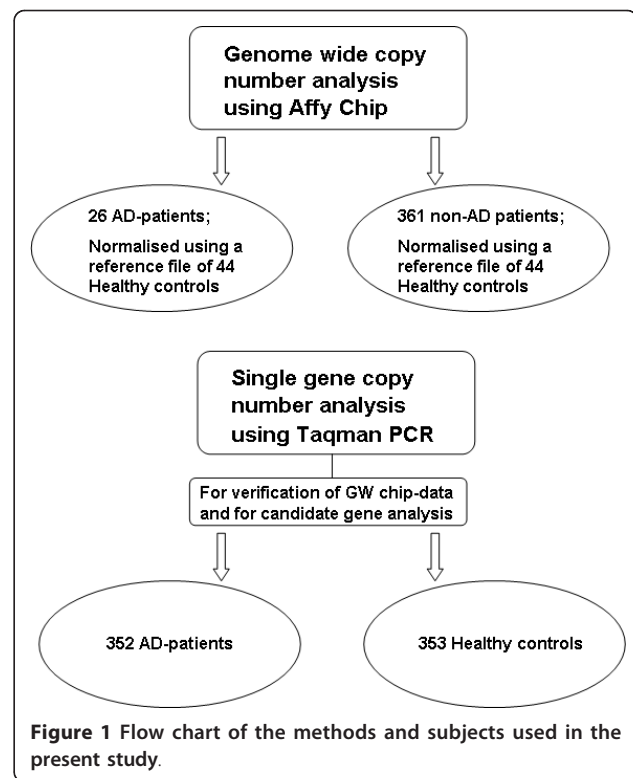 Genome wide copy
number analysis
using Affy Chip
26 AD-patients;
Normalised using a
reference file of 44
Healthy controls
361 non-AD patients;
Normalised using a
reference file of 44
Healthy controls
Single gene copy
number analysis
using Taqman PCR
For verification of GW chip-data
and for candidate gene analysis
352 AD-patients
353 Healthy controls
Figure 1 Flow chart of the methods and subjects used in the
present study.